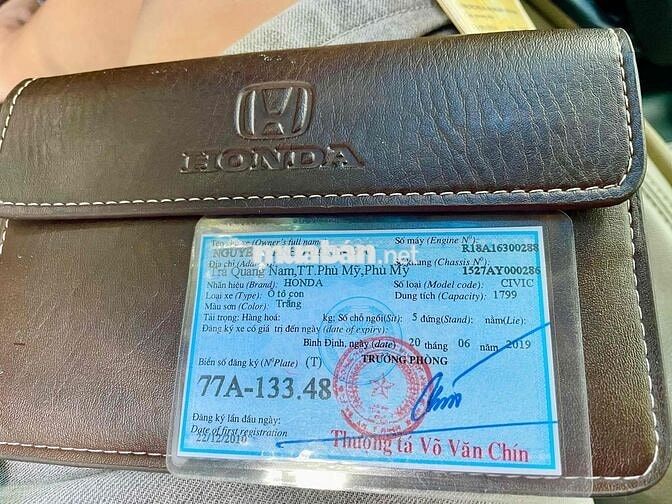 HONDA
Tên chủ xe (Owner's full name)
NGUYỄ
Số máy (Engine Nº):
R18A16300288
muaban.net
Địa chỉ
Trà Quang Nam,TT.Phù Mỹ,Phù Mỹ
khung (Chassis Nº):
1527AY000286
Nhãn hiệu (Brand): HONDA Số loại (Model code): CIVIC
Loại xe (Type): Ô tô con Dung tích (Capacity): 1799
Màu sơn (Color): Trắng
Tải trọng: Hàng hoá: kg; Số chỗ ngồi(Sit): 5 đứng(Stand): nằm(Lie):
Đăng ký xe có giá trị đến ngày (date of expiry):
Bình Định, ngày (date) 20 tháng 06 năm 2019
Biển số đăng ký (NºPlate) (T) TRƯỞNG PHÒNG
77A-133.48
Đăng ký lần đầu ngày:
Date of first registration
22/12/2010
Thượng tá Võ Văn Chín